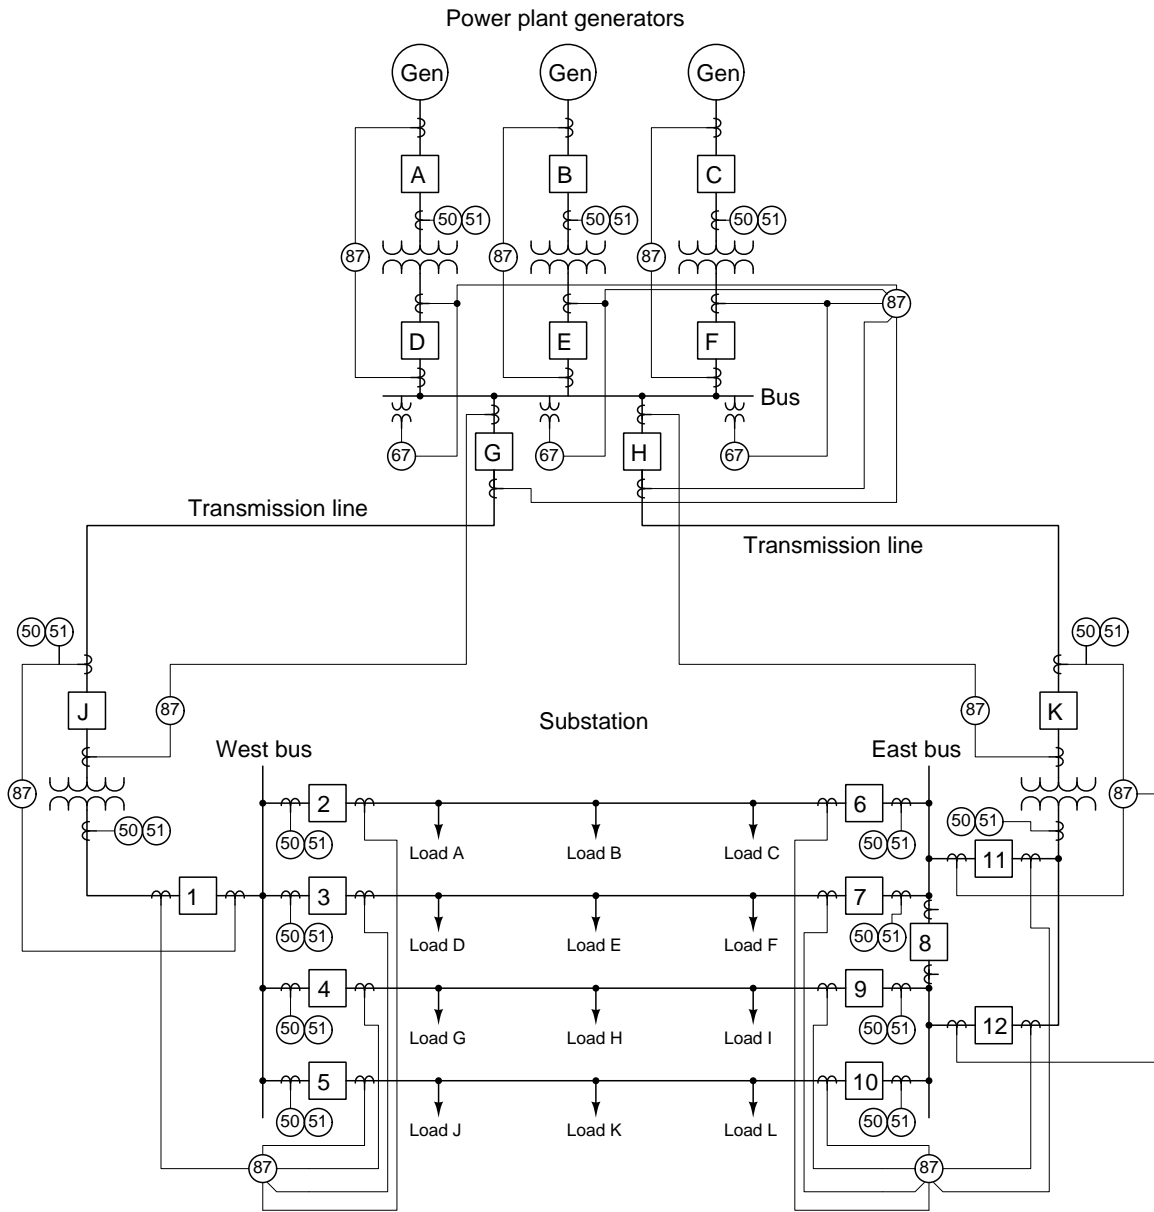 Power plant generators
Gen Gen Gen
A B C
50 51 50 51 50 51
87 87 87
87
D E F
Bus
67 G 67 H 67
Transmission line
Transmission line
50 51 50 51
J 87 Substation 87 K
West bus East bus
87 87
2 6
50 51 50 51 50 51 50 51
Load A Load B Load C
11
1 3 7
50 51 50 51
Load D Load E Load F
8
4 9
50 51 50 51
Load G Load H Load I
12
5 10
50 51 50 51
Load J Load K Load L
87 87